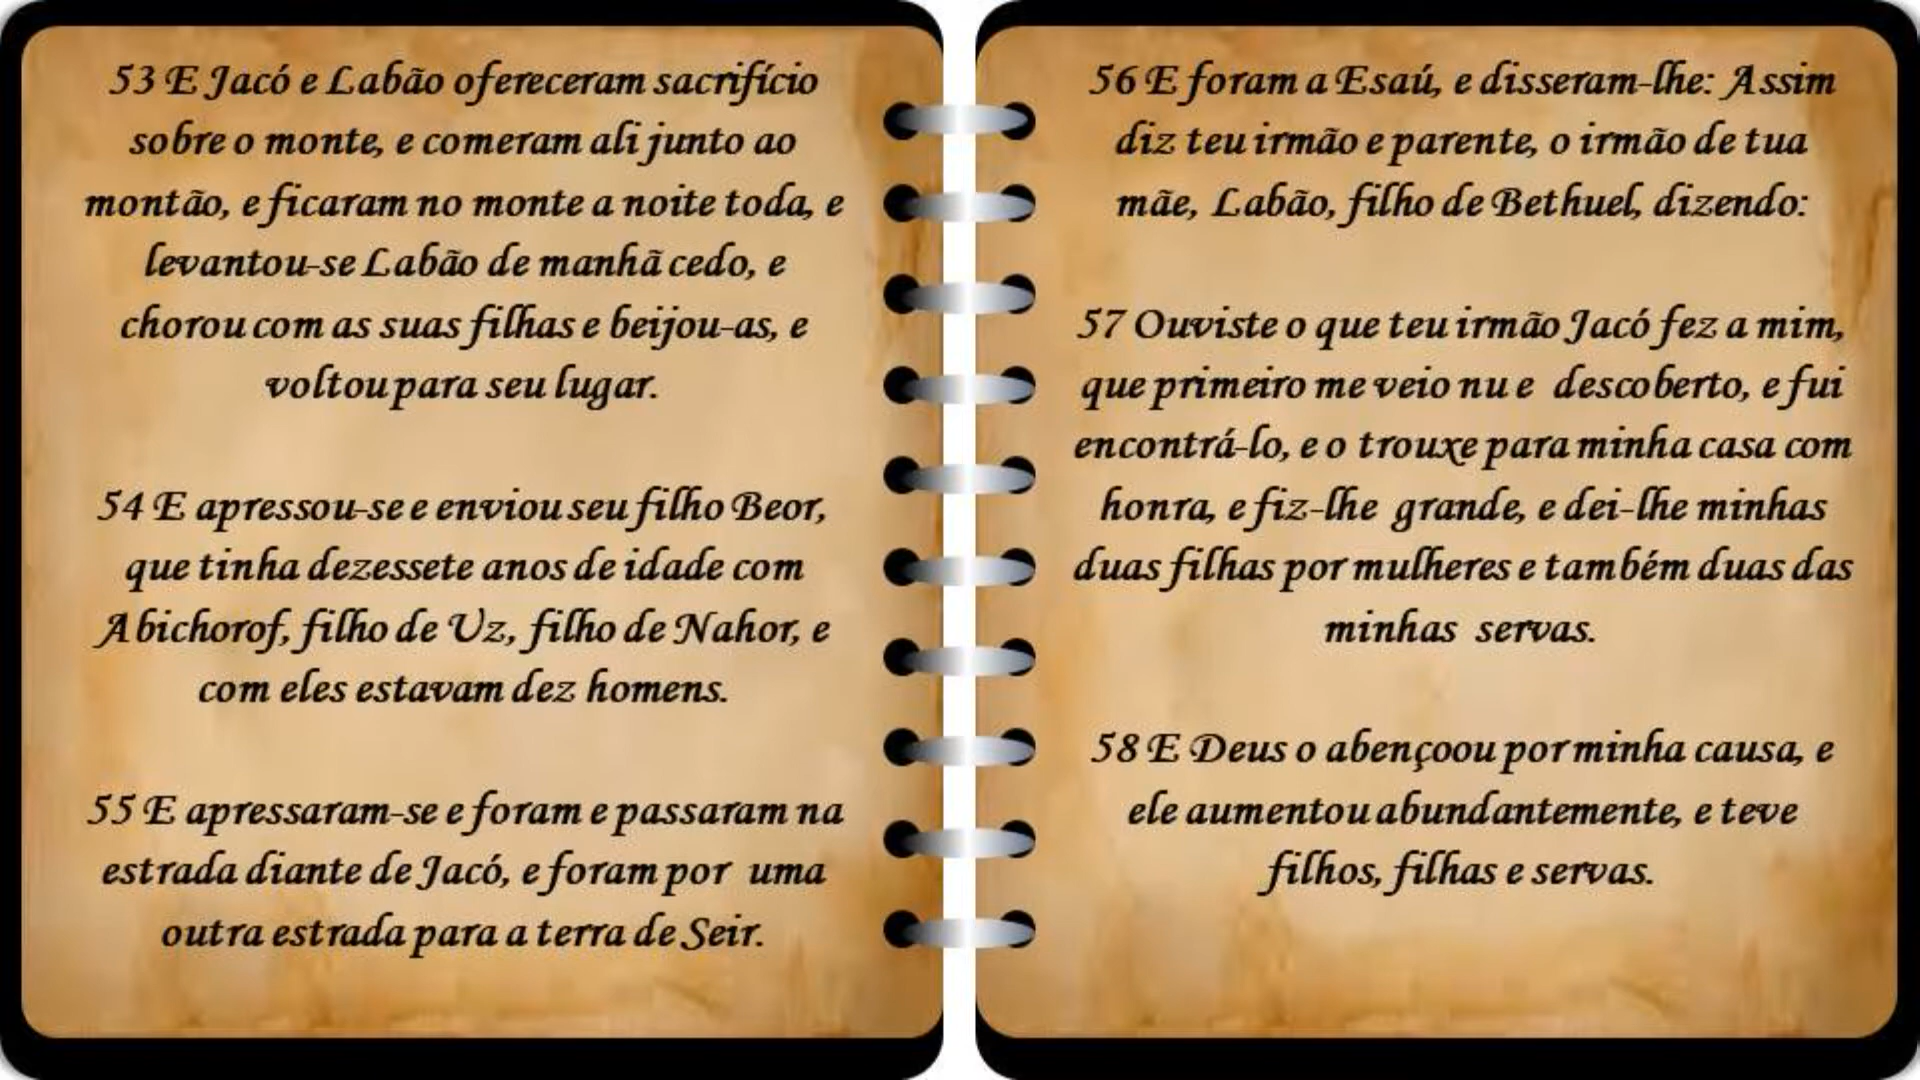 53 E Jacó e Labão ofereceram sacrifício
sobre o monte, e comeram ali junto ao
montão, e ficaram no monte a noite toda, e
levantou-se Labão de manhã cedo, e
chorou com as suas filhas e beijou-as, e
voltou para seu lugar.
54 E apressou-se e enviou seu filho Beor,
que tinha dezessete anos de idade com
Abichorof, filho de Uz, filho de Nahor, e
com eles estavam dez homens.
55 E apressaram-se e foram e passaram na
estrada diante de Jacó, e foram por uma
outra estrada para a terra de Seir.
56 E foram a Esaú, e disseram-lhe: Assim
diz teu irmão e parente, o irmão de tua
mãe, Labão, filho de Bethuel, dizendo:
57 Ouviste o que teu irmão Jacó fez a mim,
que primeiro me veio nu e descoberto, e fui
encontrá-lo, e o trouxe para minha casa com
honra, e fiz-lhe grande, e dei-lhe minhas
duas filhas por mulheres e também duas das
minhas servas.
58 E Deus o abençoou por minha causa, e
ele aumentou abundantemente, e teve
filhos, filhas e servas.